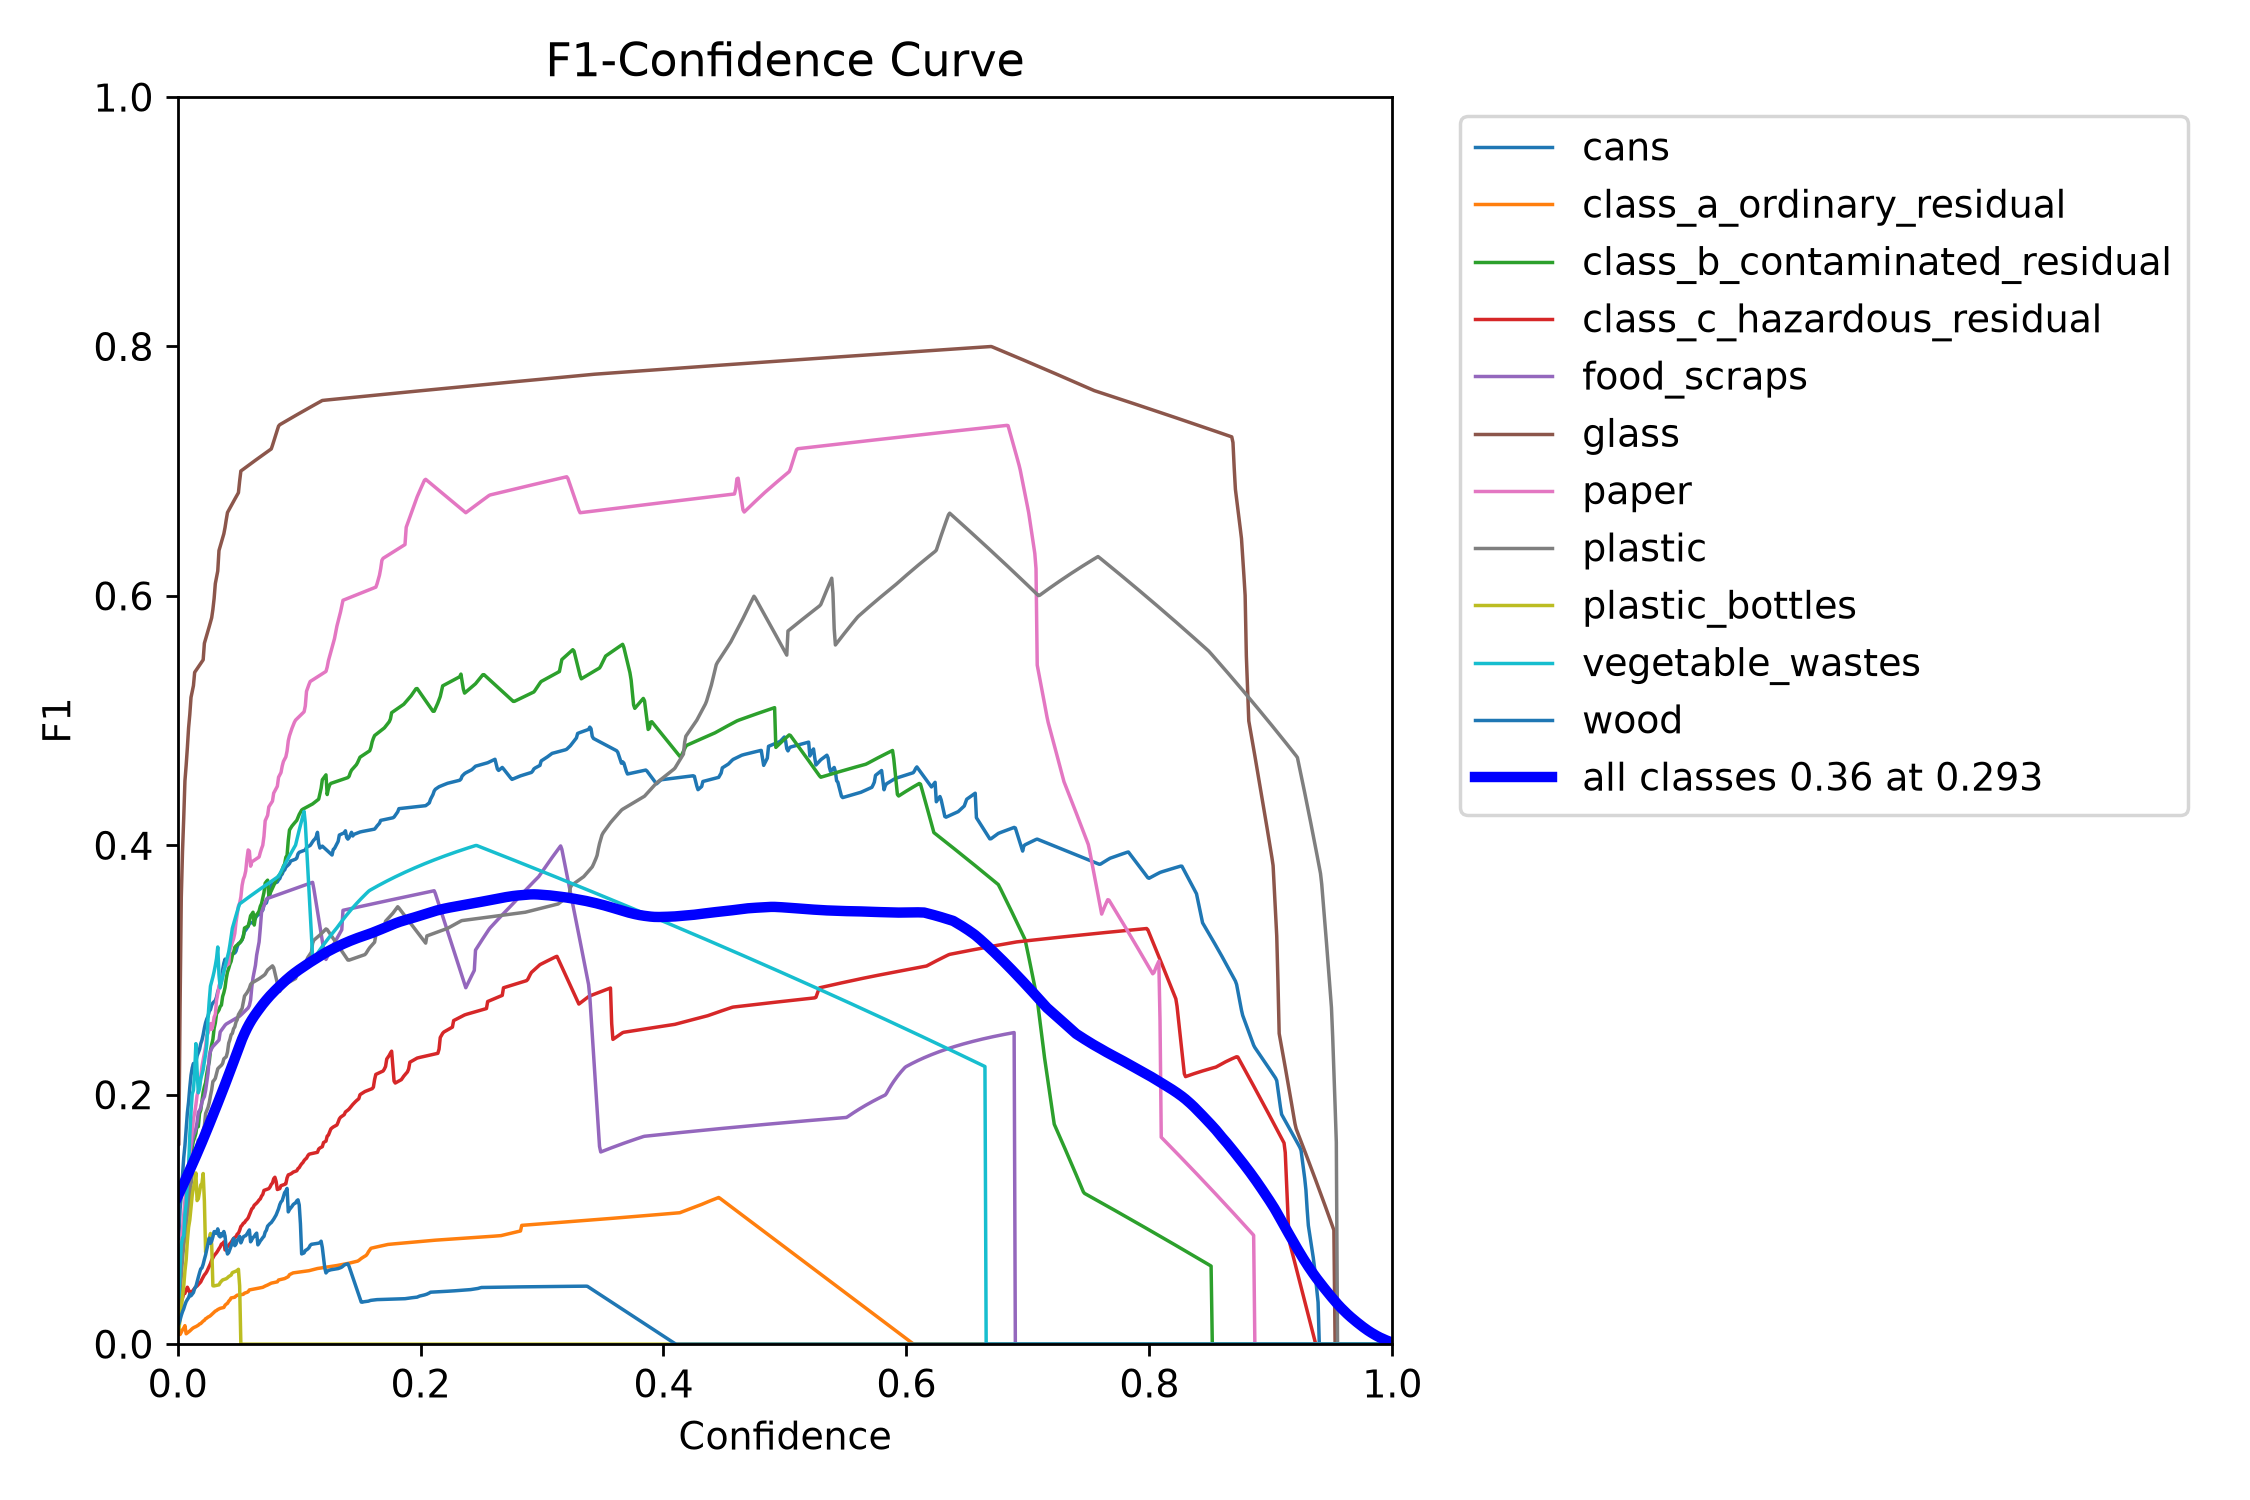 F1-Confidence Curve
1.0
0.8
0.6
0.4
0.2
0.0
F1
0.0 0.2 0.4 0.6 0.8 1.0
Confidence
cans
class_a_ordinary_residual
class_b_contaminated_residual
class_c_hazardous_residual
food_scraps
glass
paper
plastic
plastic_bottles
vegetable_wastes
wood
all classes 0.36 at 0.293